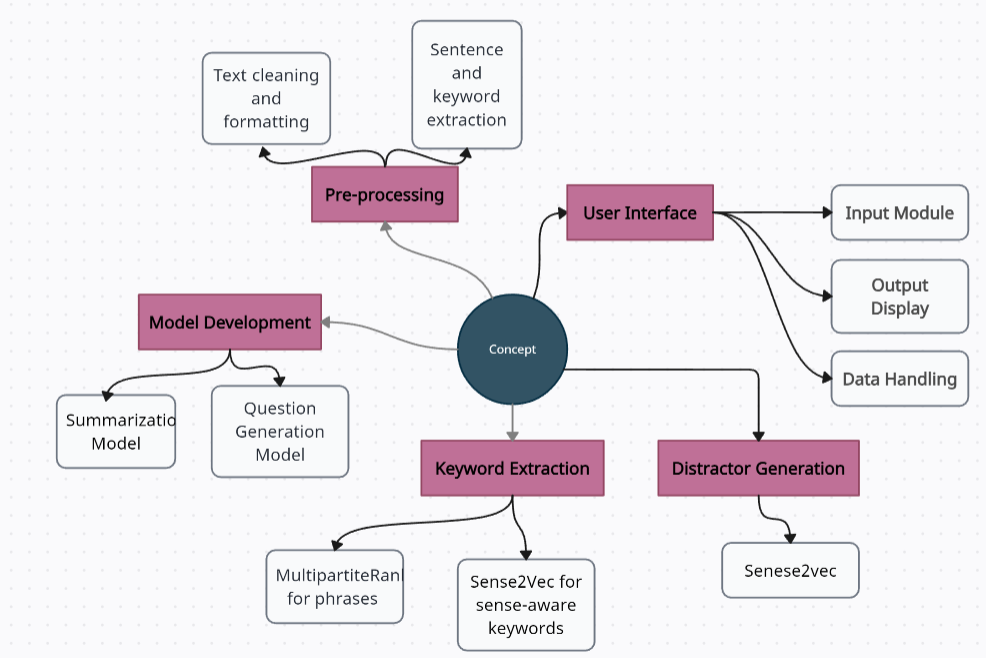 Sentence
and
keyword
extraction
Text cleaning
and
formatting
Pre-processing
User Interface
Input Module
Output
Display
Data Handling
Model Development
Concept
Summarizatio
Model
Question
Generation
Model
Keyword Extraction
Distractor Generation
MultipartiteRanl
for phrases
Sense2Vec for
sense-aware
keywords
Senese2vec